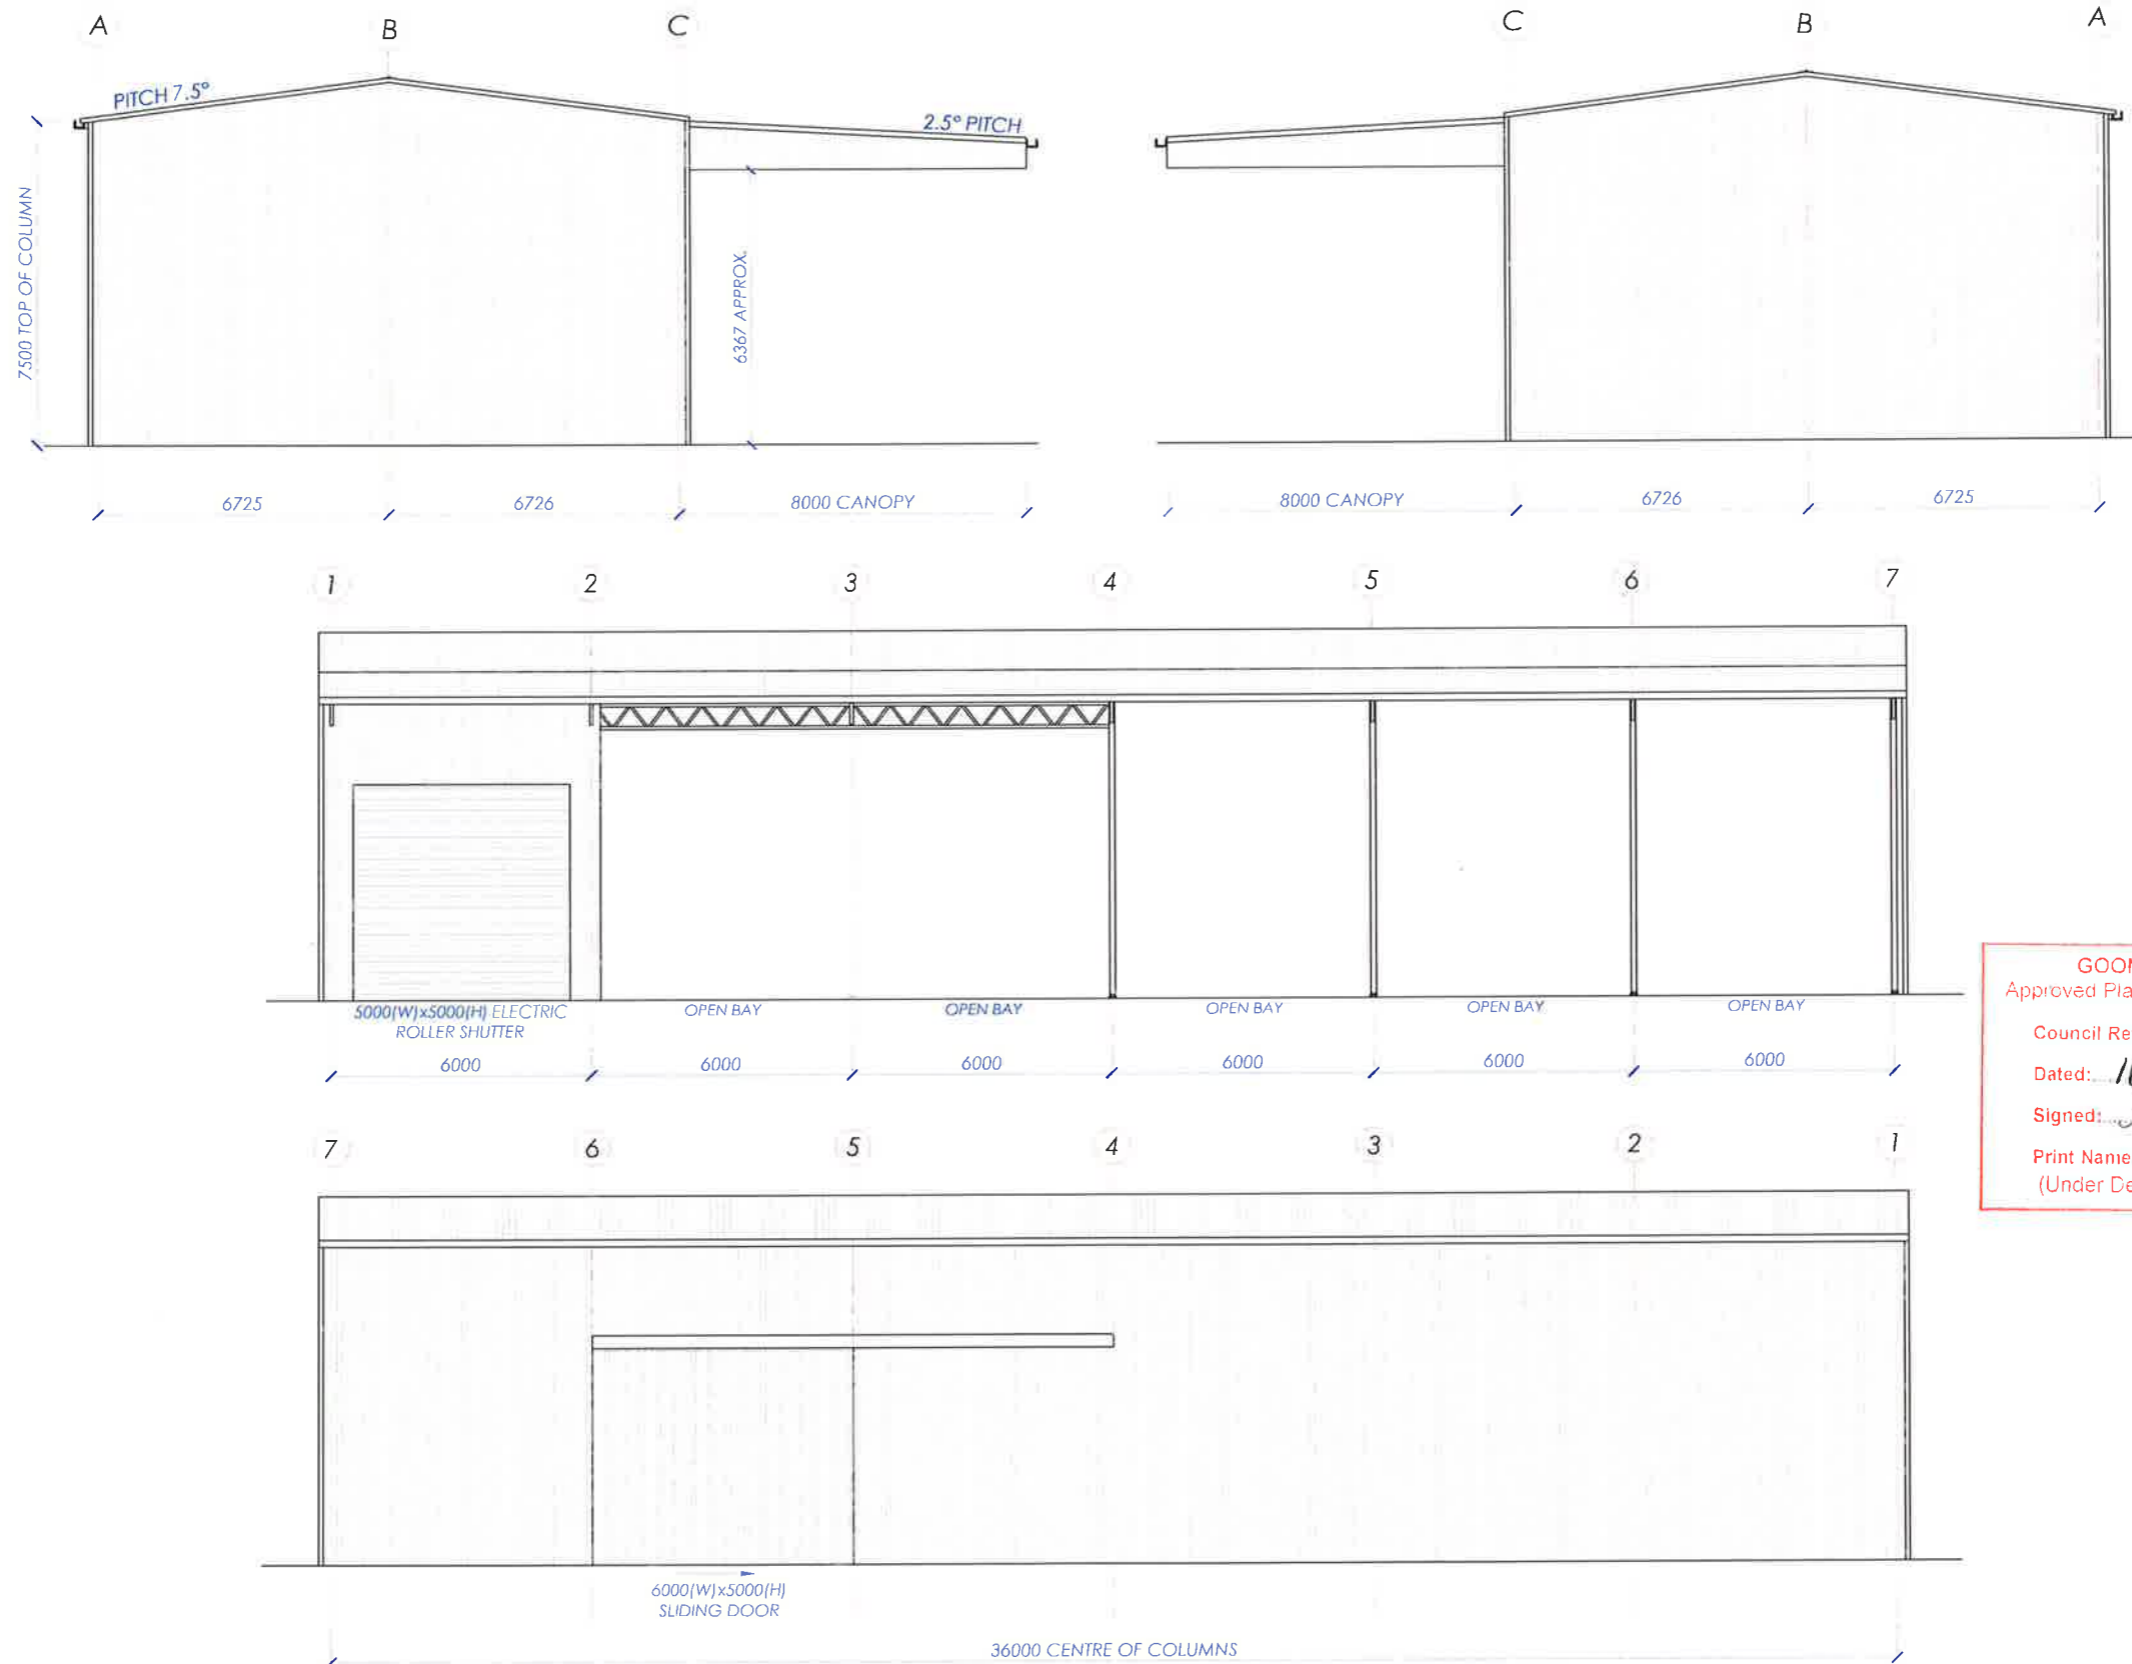 A B C
C B A
PITCH 7.5°
2.5° PITCH
7500 TOP OF COLUMN
6367 APPROX.
6725 6726 8000 CANOPY
8000 CANOPY 6726 6725
1 2 3 4 5 6 7
5000(W)x5000(H) ELECTRIC
ROLLER SHUTTER
OPEN BAY OPEN BAY OPEN BAY OPEN BAY OPEN BAY
6000 6000 6000 6000 6000 6000
Approved
Council
Dated:
Signed:
Print Name
(Under
7 6 5 4 3 2 1
6000(W)x5000(H)
SLIDING DOOR
36000 CENTRE OF COLUMNS